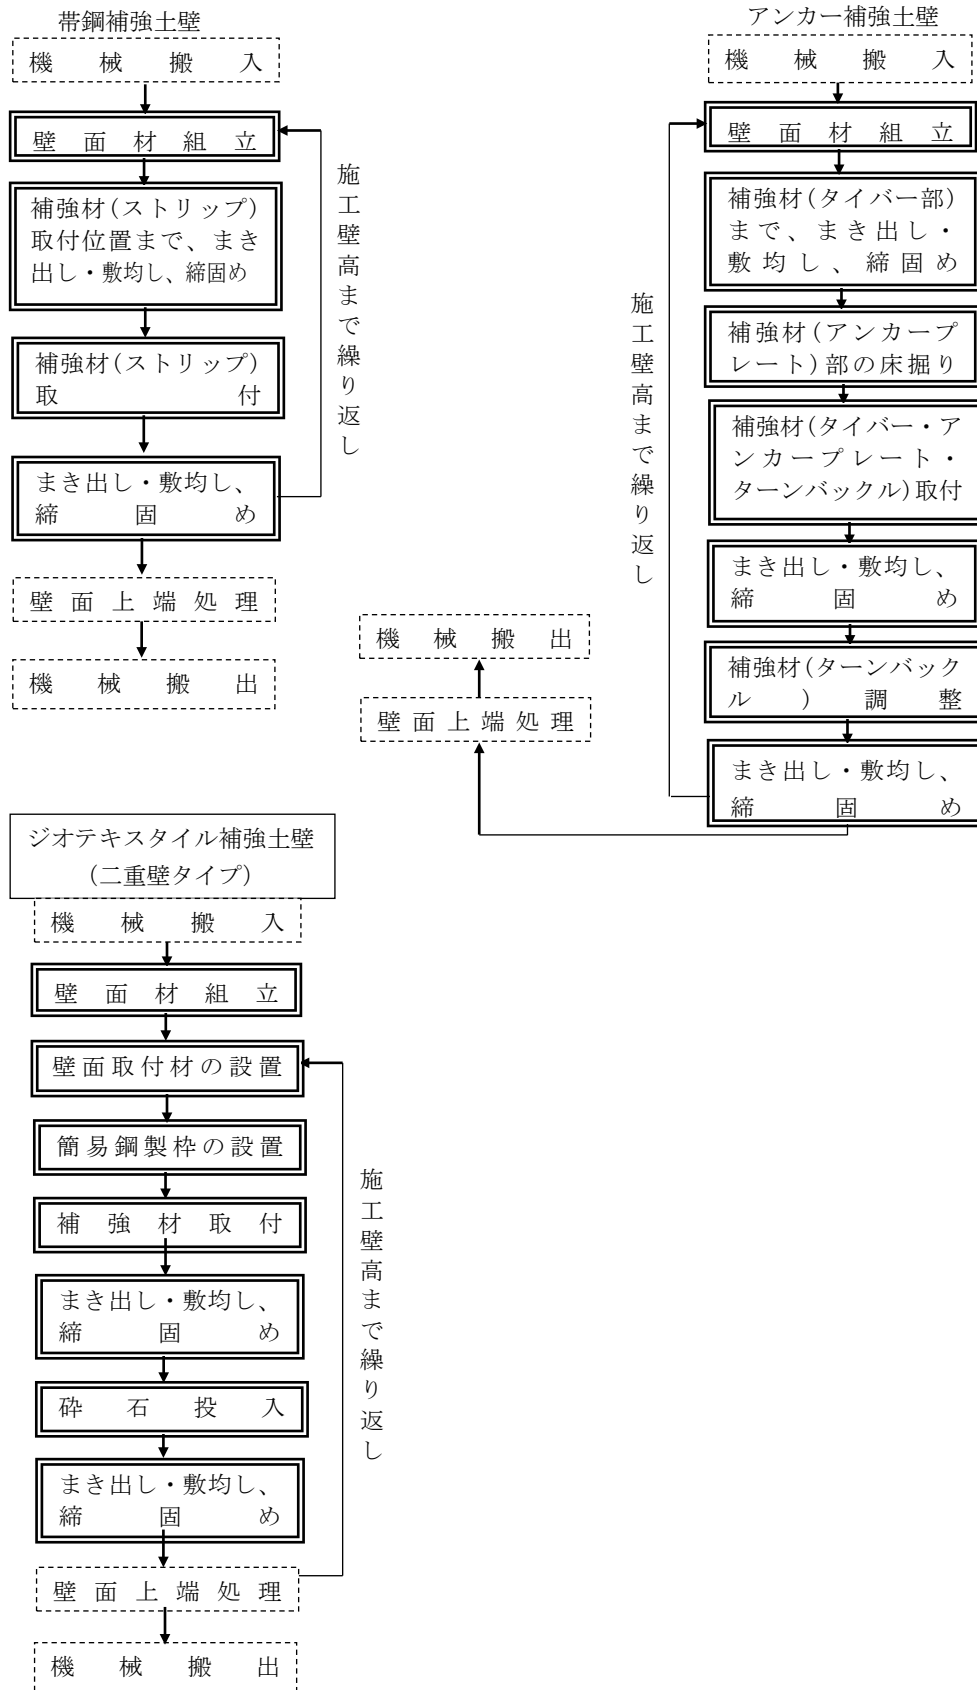 帯鋼補強土壁
機械搬入
壁面材組立
補強材(ストリップ)
取付位置まで、まき
出し・敷均し、締固め
補強材(ストリップ)
取付
まき出し・敷均し、
締固め
壁面上端処理
機械搬出
施工壁高まで繰り返し
アンカー補強土壁
機械搬入
壁面材組立
補強材(タイバー部)
まで、まき出し・
敷均し、締固め
補強材(アンカープ
レート)部の床掘り
補強材(タイバー・ア
ンカープレート・
ターンバックル)取付
まき出し・敷均し、
締固め
補強材(ターンバック
ル)調整
まき出し・敷均し、
締固め
施工壁高まで繰り返し
壁面上端処理
機械搬出
ジオテキスタイル補強土壁
(二重壁タイプ)
機械搬入
壁面材組立
壁面取付材の設置
簡易鋼製枠の設置
補強材取付
まき出し・敷均し、
締固め
砕石投入
まき出し・敷均し、
締固め
壁面上端処理
機械搬出
施工壁高まで繰り返し